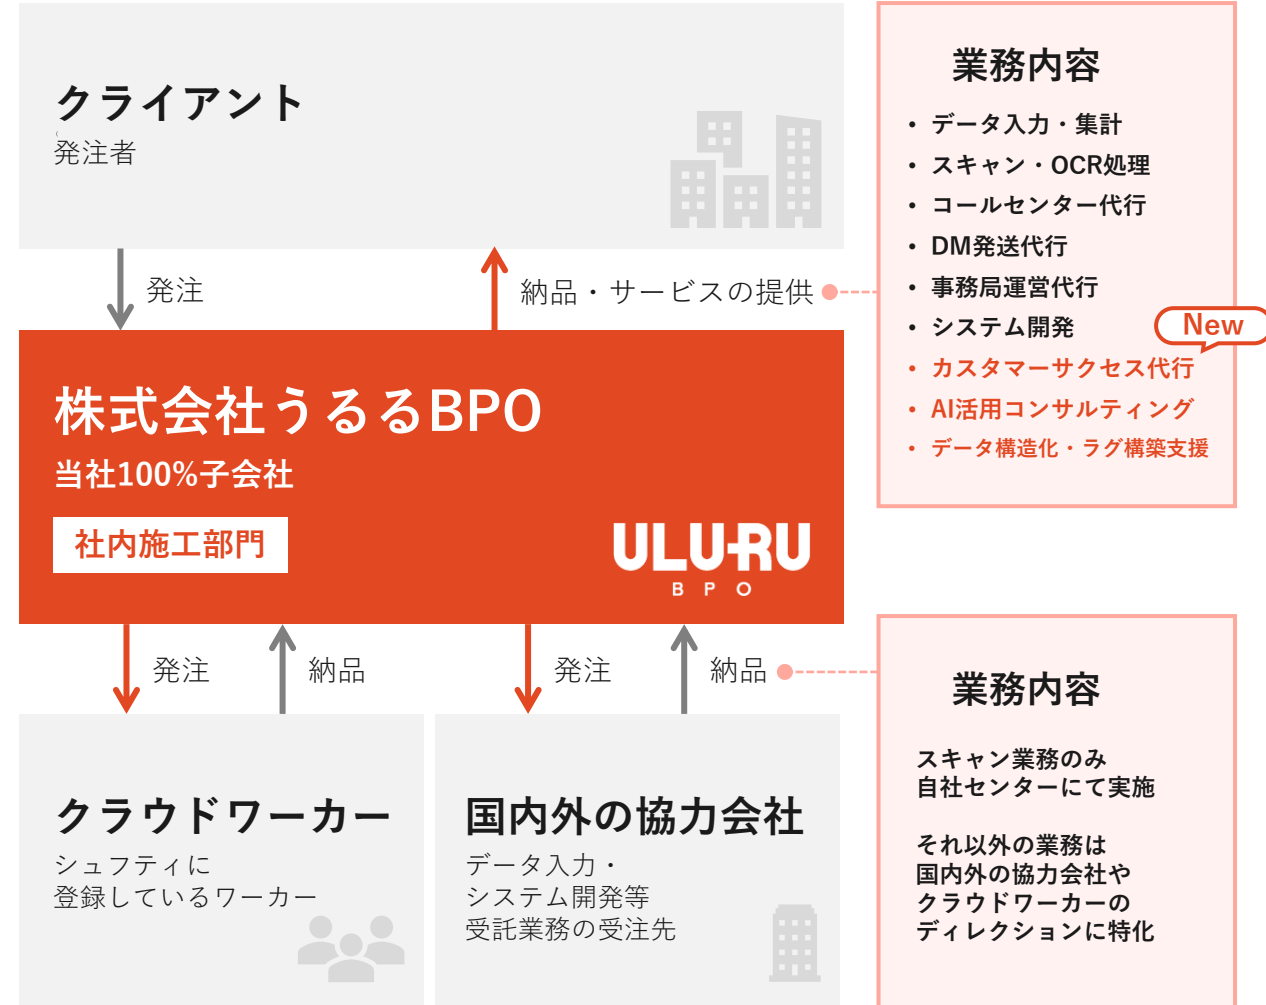 クライアント
発注者
発注
納品・サービスの提供
業務内容
• データ入力・集計
• スキャン・OCR処理
• コールセンター代行
• DM発送代行
• 事務局運営代行
• システム開発
New
• カスタマーサクセス代行
• AI活用コンサルティング
• データ構造化・ラグ構築支援
株式会社うるるBPO
当社100%子会社
社内施工部門
ULURU
BPO
発注
納品
発注
納品
クラウドワーカー
シュフティに
登録しているワーカー
国内外の協力会社
データ入力・
システム開発等
受託業務の受注先
業務内容
スキャン業務のみ
自社センターにて実施
それ以外の業務は
国内外の協力会社や
クラウドワーカーの
ディレクションに特化